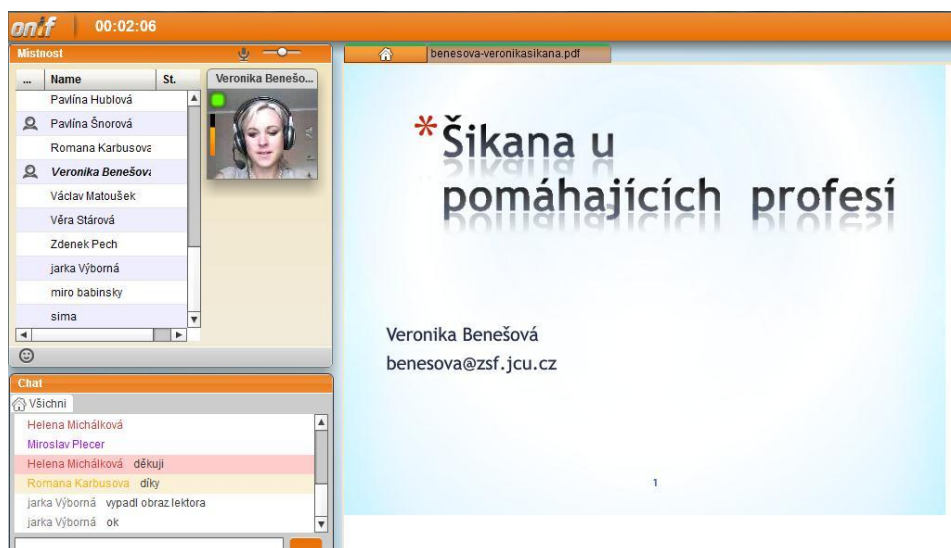 onif
00:02:06
Místnost
... Name St.
Pavlína Hublová
Pavlína Šnorová
Romana Karbusova
Veronika Benešová
Václav Matoušek
Věra Stárová
Zdenek Pech
jarka Výborná
miro babinsky
sima
Veronika Benešo...
Chat
Všichni
Helena Michálková
Miroslav Plecer
Helena Michálková děkuji
Romana Karbusova díky
jarka Výborná vypadl obraz lektora
jarka Výborná ok
benesova-veronikasikana.pdf
*Šikana u
pomáhajících profesí
Veronika Benešová
benesova@zsf.jcu.cz
1